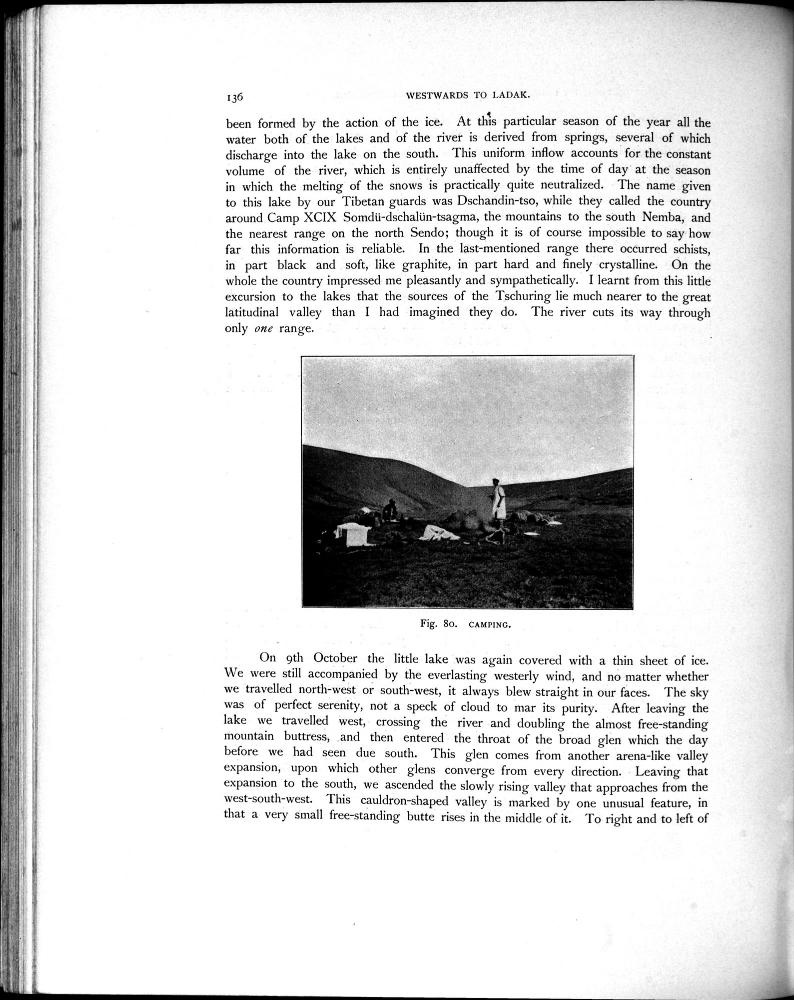 136
WESTWARDS TO LADAK.
been formed by the action of the ice. At this particular season of the year all the
water both of the lakes and of the river is derived from springs, several of which
discharge into the lake on the south. This uniform inflow accounts for the constant
volume of the river, which is entirely unaffected by the time of day at the season
in which the melting of the snows is practically quite neutralized. The name given
to this lake by our Tibetan guards was Dschandin-tso, while they called the country
around Camp XCIX Somdü-dschalün-tsagma, the mountains to the south Nemba, and
the nearest range on the north Sendo; though it is of course impossible to say how
far this information is reliable. In the last-mentioned range there occurred schists,
in part black and soft, like graphite, in part hard and finely crystalline. On the
whole the country impressed me pleasantly and sympathetically. I learnt from this little
excursion to the lakes that the sources of the Tschuring lie much nearer to the great
latitudinal valley than I had imagined they do. The river cuts its way through
only one range.
Fig. 80. CAMPING.
On 9th October the little lake was again covered with a thin sheet of ice.
We were still accompanied by the everlasting westerly wind, and no matter whether
we travelled north-west or south-west, it always blew straight in our faces. The sky
was of perfect serenity, not a speck of cloud to mar its purity. After leaving the
lake we travelled west, crossing the river and doubling the almost free-standing
mountain buttress, and then entered the throat of the broad glen which the day
before we had seen due south. This glen comes from another arena-like valley
expansion, upon which other glens converge from every direction. Leaving that
expansion to the south, we ascended the slowly rising valley that approaches from the
west-south-west. This cauldron-shaped valley is marked by one unusual feature, in
that a very small free-standing butte rises in the middle of it. To right and to left of